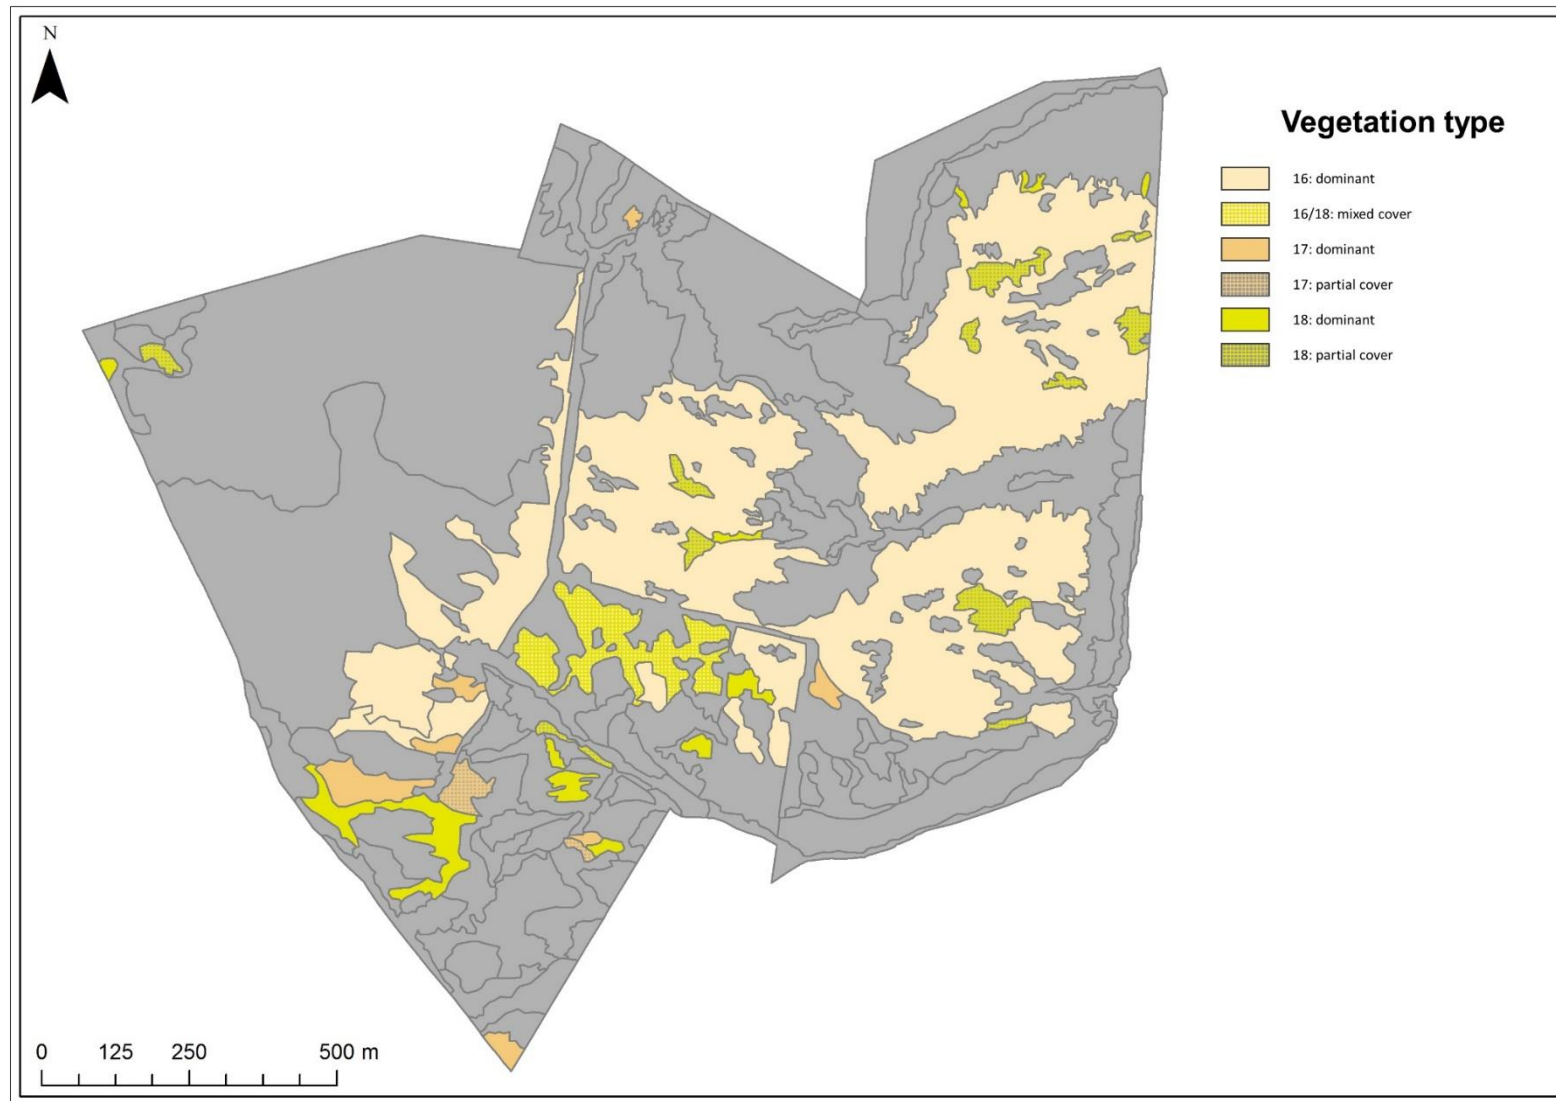 N
Vegetation type
16: dominant
16/18: mixed cover
17: dominant
17: partial cover
18: dominant
18: partial cover
0 125 250 500 m